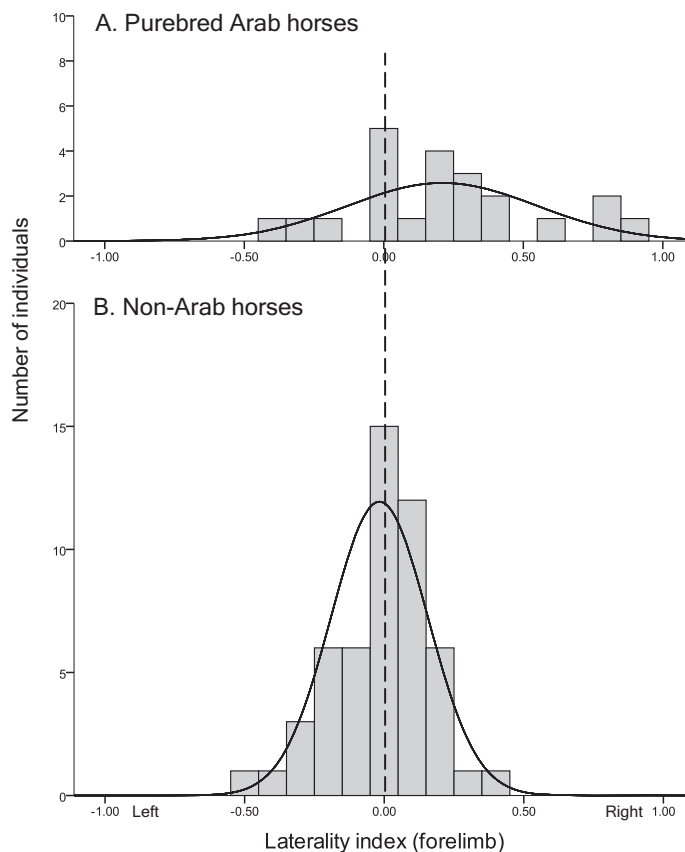 A. Purebred Arab horses
10
8
6
4
2
0
-1.00 -0.50 0.00 0.50 1.00
Number of individuals
B. Non-Arab horses
20
15
10
5
0
-1.00 Left -0.50 0.00 0.50 Right 1.00
Laterality index (forelimb)